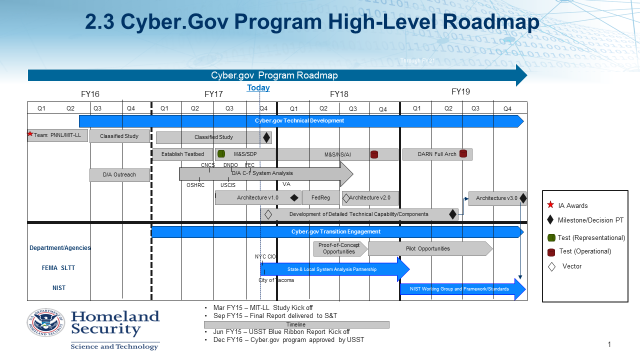 2.3 Cyber.Gov Program High-Level Roadmap
Cyber.gov Program Roadmap
FY16 FY17 FY18 FY19
Today
Q1 Q2 Q3 Q4 Q1 Q2 Q3 Q4 Q1 Q2 Q3 Q4 Q1 Q2 Q3 Q4
Cyber.gov Technical Development
Team: PNNL/MIT-LL Classified Study Classified Study
Establish Testbed M&S/SDP M&S/NS/AI DARN Full Arch
CNCS DNDO FEC
D/A Outreach D/A C-F System Analysis
OSHRC USCIS VA
Architecture v1.0 FedReg Architecture v2.0 Architecture v3.0
Development of Detailed Technical Capability/Components
Cyber.gov Transition Engagement
Department/Agencies
Proof-of-Concept Opportunities
Pilot Opportunities
NYC CIO
FEMA SLTT
State & Local System Analysis Partnership
City of Tacoma
NIST
NIST Working Group and Framework/Standards
IA Awards
Milestone/Decision PT
Test (Representational)
Test (Operational)
Vector
Homeland
Security
Science and Technology
• Mar FY15 – MIT-LL Study Kick off
• Sep FY15 – Final Report delivered to S&T
Timeline
• Jun FY15 – USST Blue Ribbon Report Kick off
• Dec FY16 – Cyber.gov program approved by USST
1